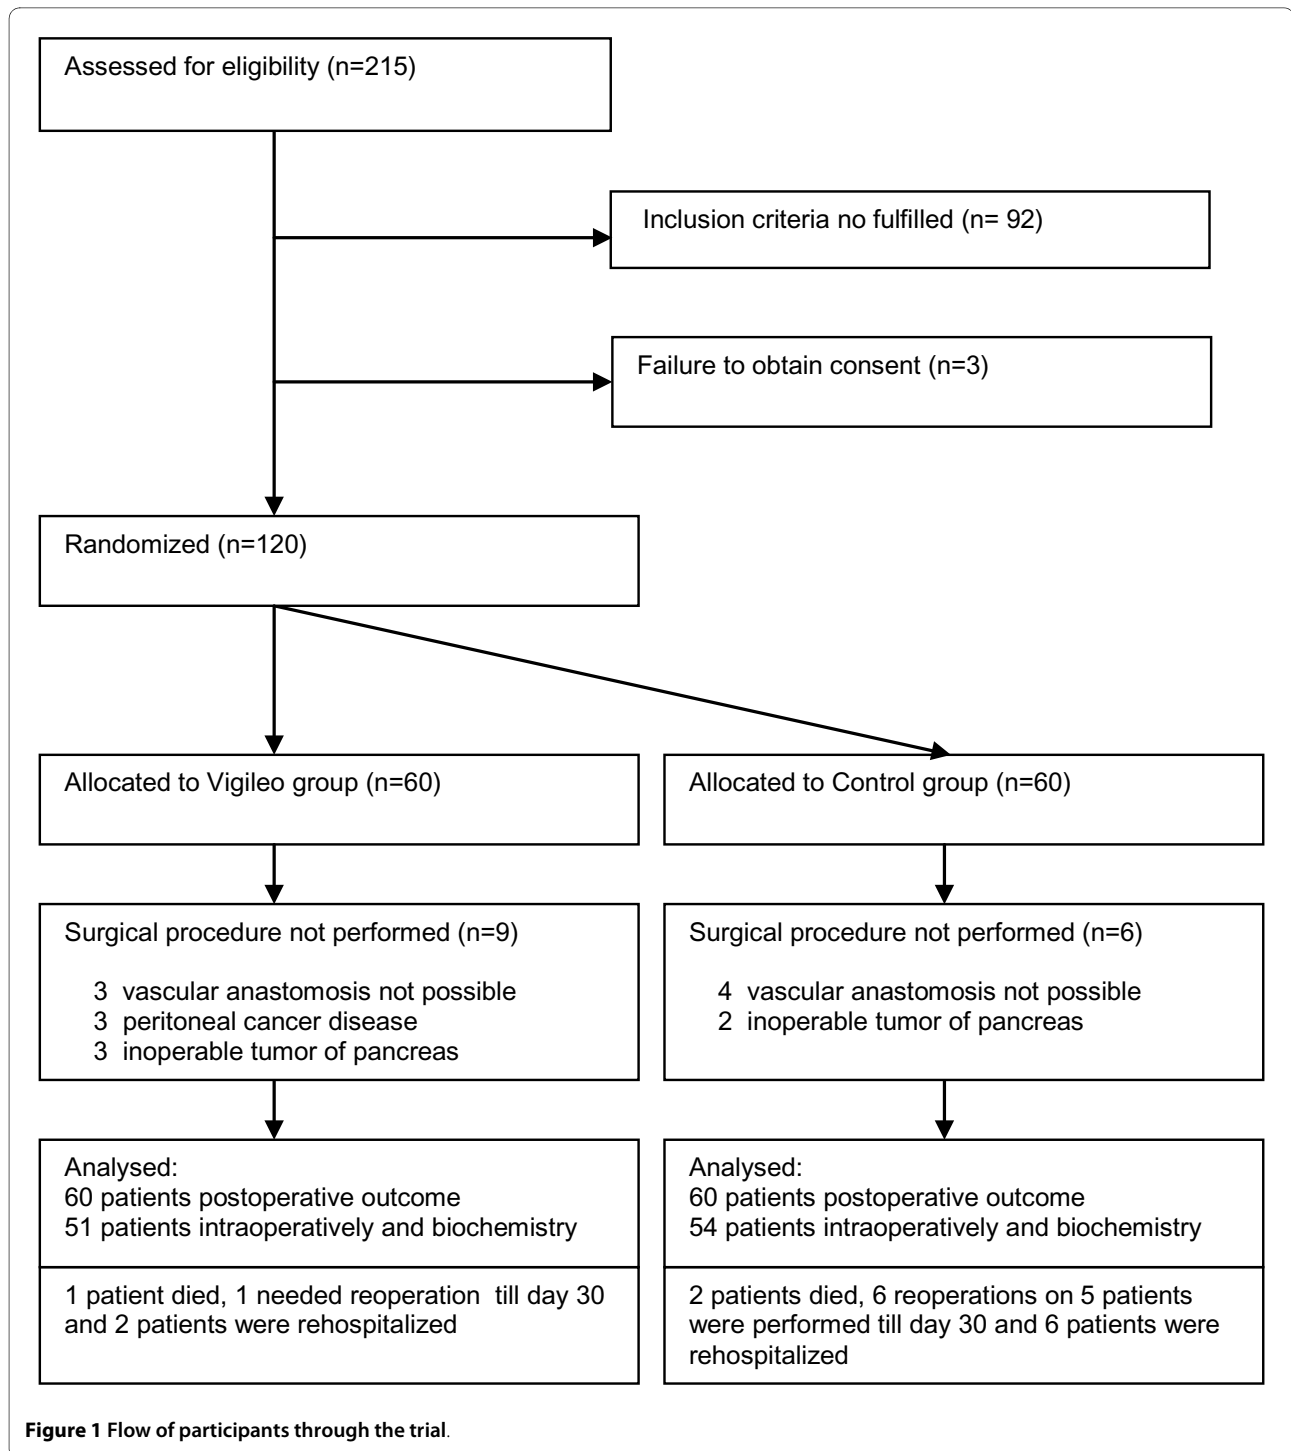 Assessed for eligibility (n=215)
Inclusion criteria no fulfilled (n= 92)
Failure to obtain consent (n=3)
Randomized (n=120)
Allocated to Vigileo group (n=60)
Allocated to Control group (n=60)
Surgical procedure not performed (n=9)
3 vascular anastomosis not possible
3 peritoneal cancer disease
3 inoperable tumor of pancreas
Surgical procedure not performed (n=6)
4 vascular anastomosis not possible
2 inoperable tumor of pancreas
Analysed:
60 patients postoperative outcome
51 patients intraoperatively and biochemistry
Analysed:
60 patients postoperative outcome
54 patients intraoperatively and biochemistry
1 patient died, 1 needed reoperation till day 30
and 2 patients were rehospitalized
2 patients died, 6 reoperations on 5 patients
were performed till day 30 and 6 patients were
rehospitalized
Figure 1 Flow of participants through the trial.